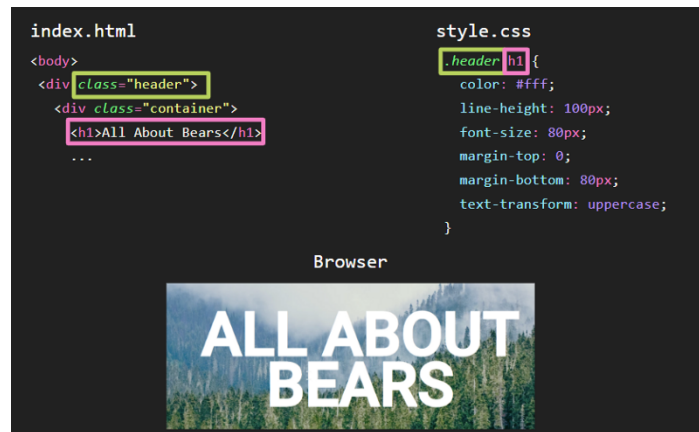 index.html
<body>
<div class="header">
<div class="container">
<h1>All About Bears</h1>
...
style.css
.header h1 {
color: #fff;
line-height: 100px;
font-size: 80px;
margin-top: 0;
margin-bottom: 80px;
text-transform: uppercase;
}
Browser
ALL ABOUT
BEARS